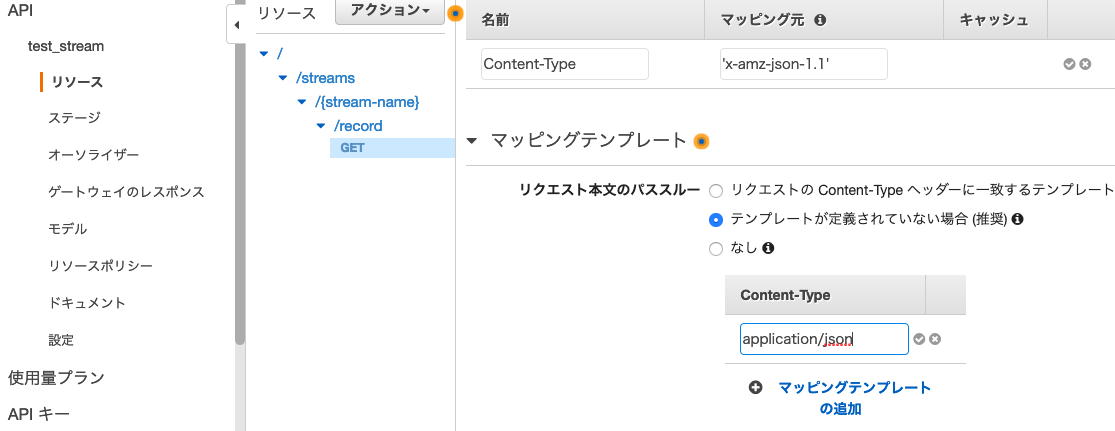 API
test_stream
リソース
ステージ
オーソライザー
ゲートウェイのレスポンス
モデル
リソースポリシー
ドキュメント
設定
使用量プラン
API キー
リソース
アクション
/
/streams
/{stream-name}
/record
GET
名前 マッピング元 キャッシュ
Content-Type 'x-amz-json-1.1'
マッピングテンプレート
リクエスト本文のパススルー リクエストの Content-Type ヘッダーに一致するテンプレート
テンプレートが定義されていない場合 (推奨)
なし
Content-Type
application/json
マッピングテンプレート
の追加